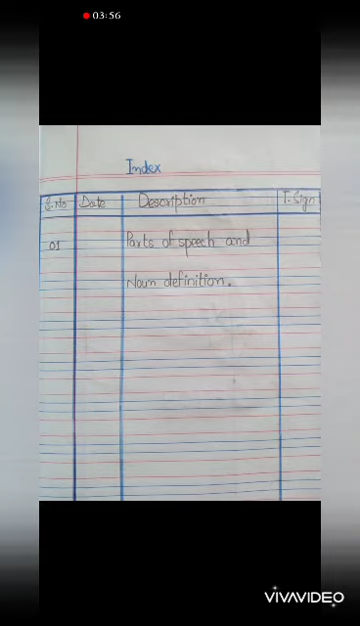 03:56
Index
S.No Date Description T. Sign
01 Parts of speech and
Noun definition.
VIVAVIDEO